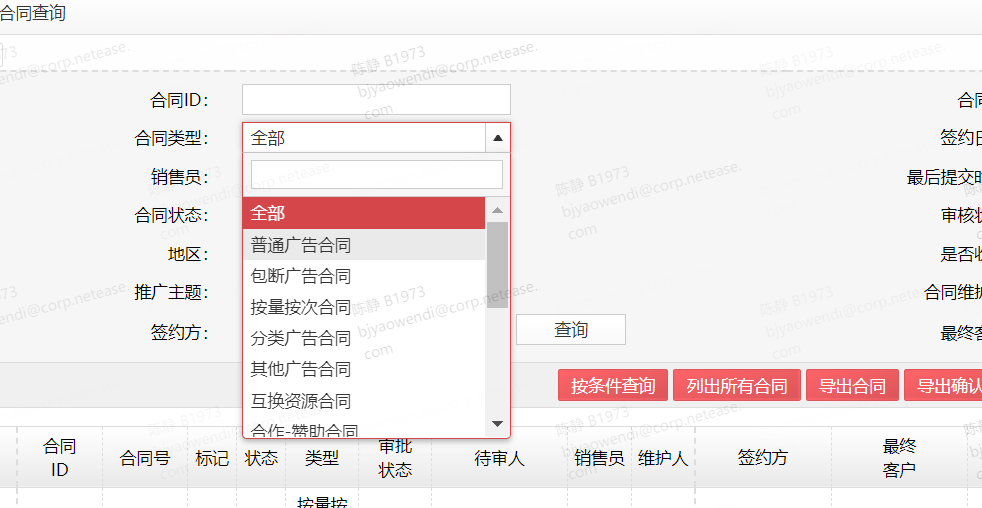 合同查询
陈静 B1973
bjyaowendi@corp.netease.
com
合同ID：
合同类型：
全部
销售员：
最后提交时
合同状态：
全部
审核状
普通广告合同
地区：
是否收
包断广告合同
推广主题：
合同维护
按量按次合同
签约方：
查询
最终客
分类广告合同
其他广告合同
按条件查询 列出所有合同 导出合同 导出确认
互换资源合同
合作-赞助合同
合同
ID
合同号
标记
状态
类型
审批
状态
待审人
销售员
维护人
签约方
最终
客户
按量按